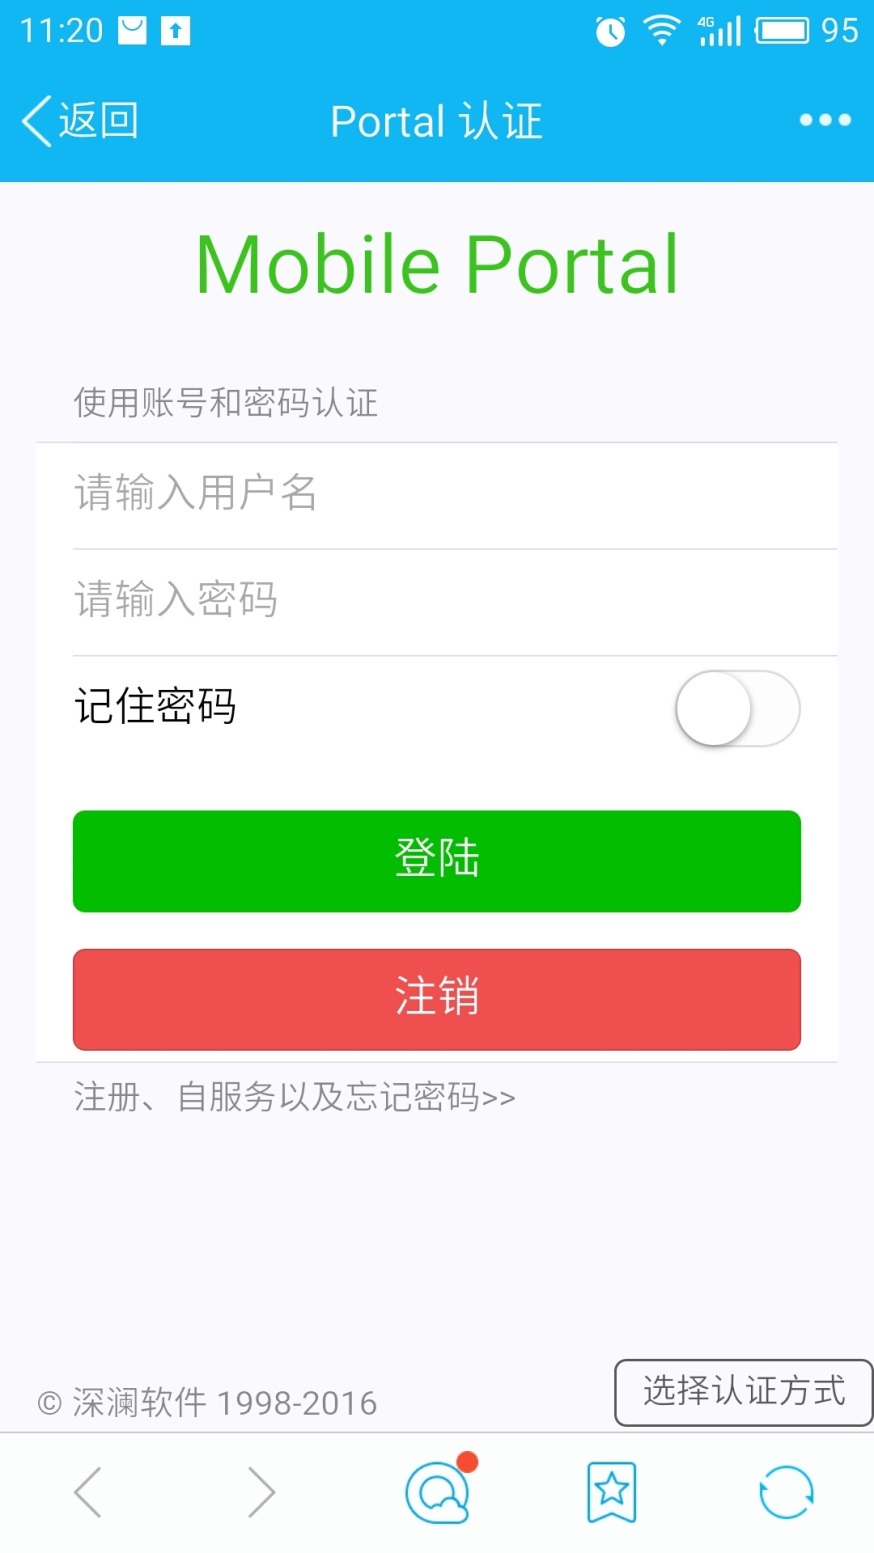 11:20 4G 95
返回 Portal 认证
Mobile Portal
使用账号和密码认证
请输入用户名
请输入密码
记住密码
登陆
注销
注册、自服务以及忘记密码>>
选择认证方式
© 深澜软件 1998-2016